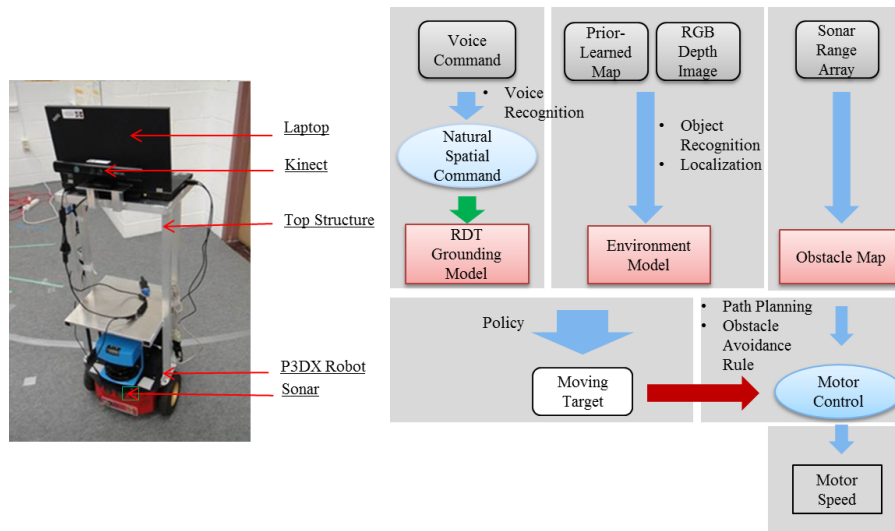 Laptop
Kinect
Top Structure
P3DX Robot
Sonar
Voice
Command
Prior-
Learned
Map
RGB
Depth
Image
Sonar
Range
Array
• Voice
Recognition
• Object
Recognition
• Localization
Natural
Spatial
Command
RDT
Grounding
Model
Environment
Model
Obstacle Map
Policy
• Path Planning
• Obstacle
Avoidance
Rule
Moving
Target
Motor
Control
Motor
Speed